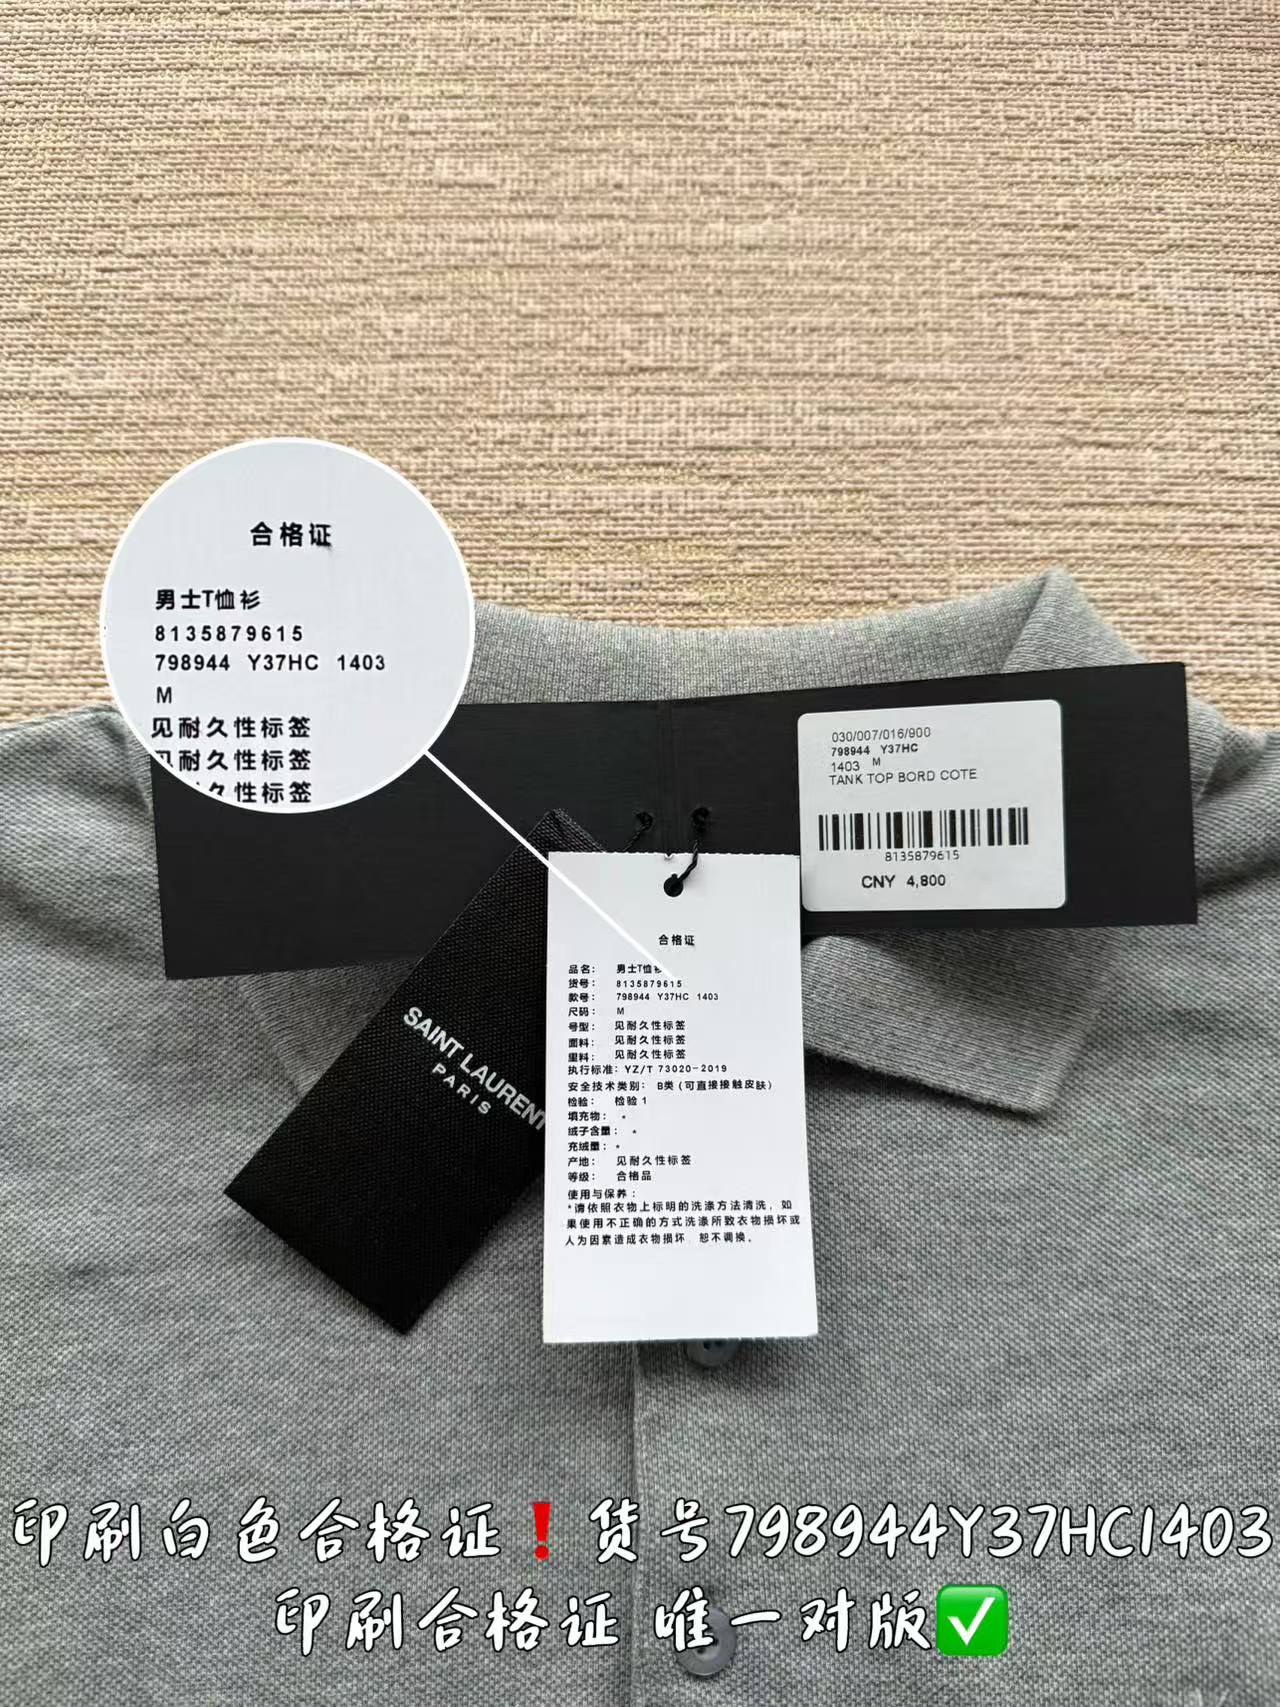 合格证
男士T恤衫
8135879615
798944 Y37HC 1403
M
见耐久性标签
见耐久性标签
见耐久性标签
030/007/016/900
798944 Y37HC
1403 M
TANK TOP BORD COTE
8135879615
CNY 4,800
SAINT LAURENT
PARIS
合格证
品名: 男士T恤衫
货号: 8135879615
款号: 798944 Y37HC 1403
尺码: M
号型: 见耐久性标签
面料: 见耐久性标签
里料: 见耐久性标签
执行标准: YZ/T 73020-2019
安全技术类别: B类(可直接接触皮肤)
检验: 检验1
填充物: *
绒子含量: *
充绒量: *
产地: 见耐久性标签
等级: 合格品
使用与保养:
*请依照衣物上标明的洗涤方法清洗，如
果使用不正确的方式洗涤所致衣物损坏或
人为因素造成衣物损坏，恕不调换。
印刷白色合格证❗货号798944Y37HC1403
印刷合格证 唯一对版✅